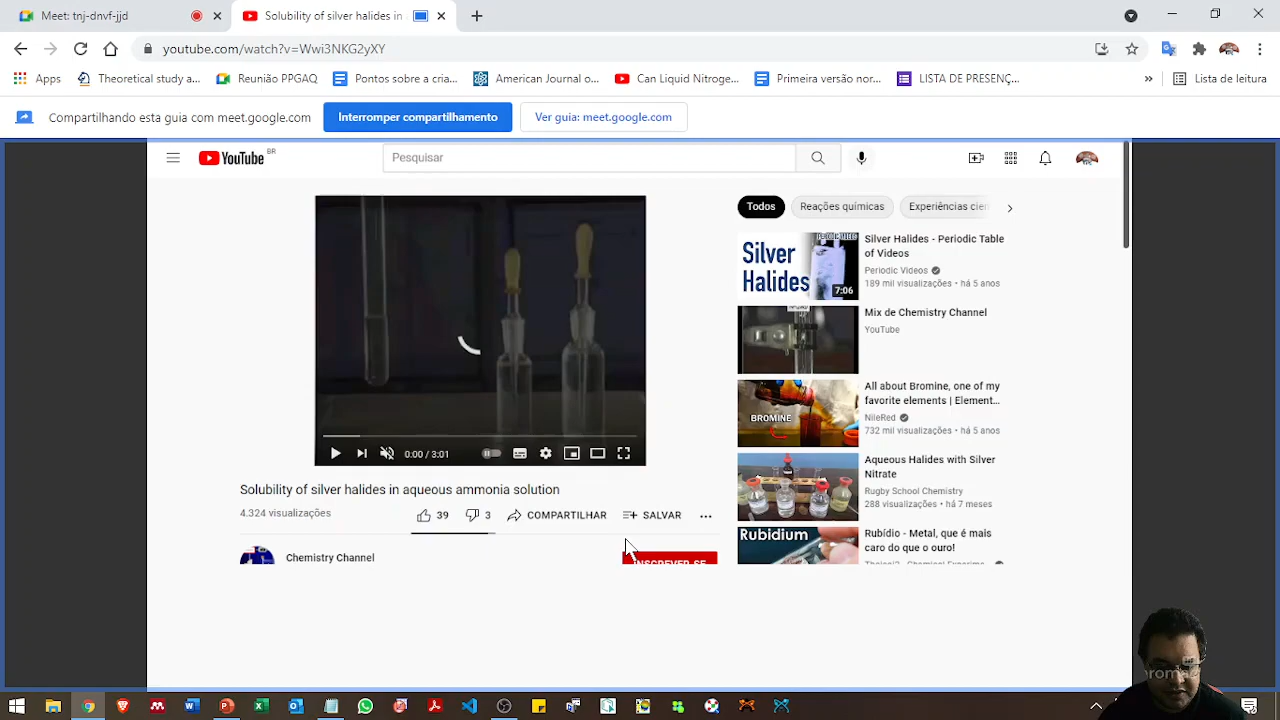 Meet tnj-dnvf-jjd
Solubility of silver halides in
youtube.com/watch?v=Wwi3NKG2yXY
Apps
Theoretical study a...
Reunião PPGAQ
Pontos sobre a cria...
American Journal o...
Can Liquid Nitroge...
Primeira versão nor...
LISTA DE PRESENÇ...
»
Lista de leitura
Compartilhando esta guia com meet.google.com
Interromper compartilhamento
Ver guia: meet.google.com
YouTube BR
Pesquisar
Todos
Reações químicas
Experiências cien
Silver
Halides
PERIODIC VIDEOS
7:06
Silver Halides - Periodic Table
of Videos
Periodic Videos
189 mil visualizações • há 5 anos
Mix de Chemistry Channel
YouTube
BROMINE
All about Bromine, one of my
favorite elements | Element...
NileRed
732 mil visualizações • há 5 anos
Aqueous Halides with Silver
Nitrate
Rugby School Chemistry
288 visualizações • há 7 meses
Rubidium
Rubídio - Metal, que é mais
caro do que o ouro!
0:00 / 3:01
Solubility of silver halides in aqueous ammonia solution
4.324 visualizações
39
3
COMPARTILHAR
SALVAR
Chemistry Channel
INSCREVER-SE